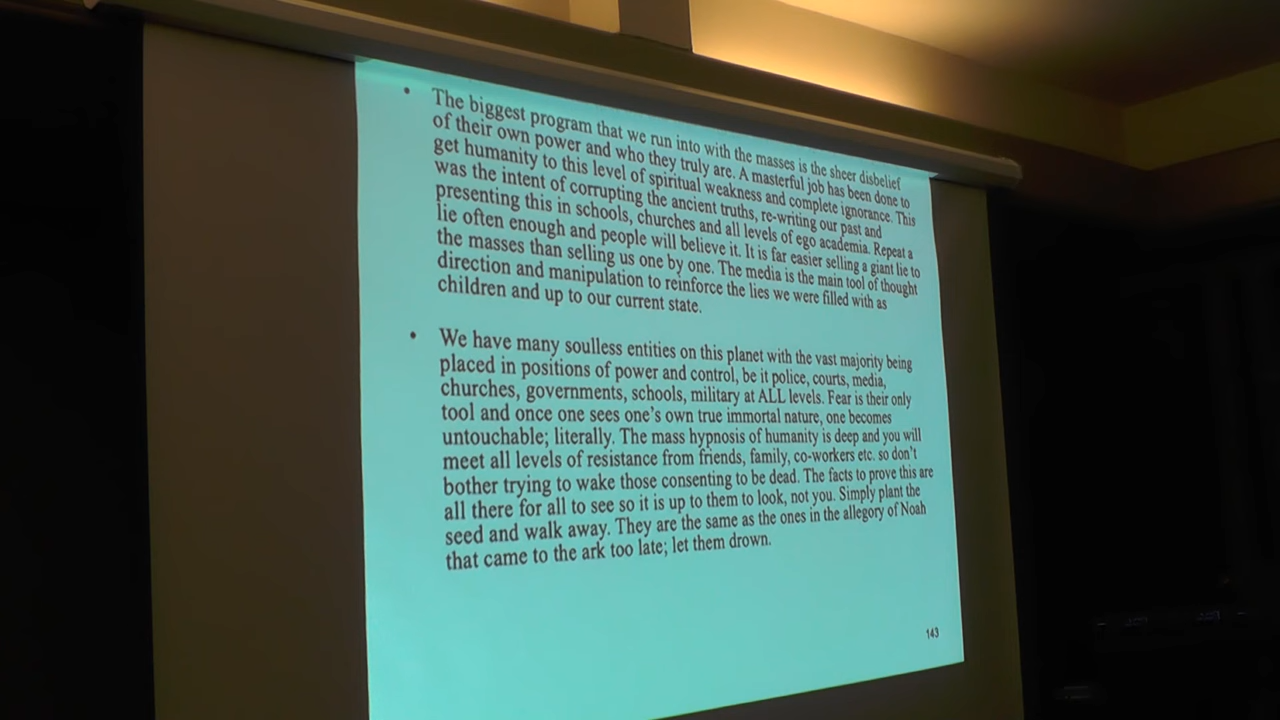 • The biggest program that we run into with the masses is the sheer disbelief
of their own power and who they truly are. A masterful job has been done to
get humanity to this level of spiritual weakness and complete ignorance. This
was the intent of corrupting the ancient truths, re-writing our past and
presenting this in schools, churches and all levels of ego academia. Repeat a
lie often enough and people will believe it. It is far easier selling a giant lie to
the masses than selling us one by one. The media is the main tool of thought
direction and manipulation to reinforce the lies we were filled with as
children and up to our current state.
• We have many soulless entities on this planet with the vast majority being
placed in positions of power and control, be it police, courts, media,
churches, governments, schools, military at ALL levels. Fear is their only
tool and once one sees one's own true immortal nature, one becomes
untouchable; literally. The mass hypnosis of humanity is deep and you will
meet all levels of resistance from friends, family, co-workers etc. so don't
bother trying to wake those consenting to be dead. The facts to prove this are
all there for all to see so it is up to them to look, not you. Simply plant the
seed and walk away. They are the same as the ones in the allegory of Noah
that came to the ark too late; let them drown.
143